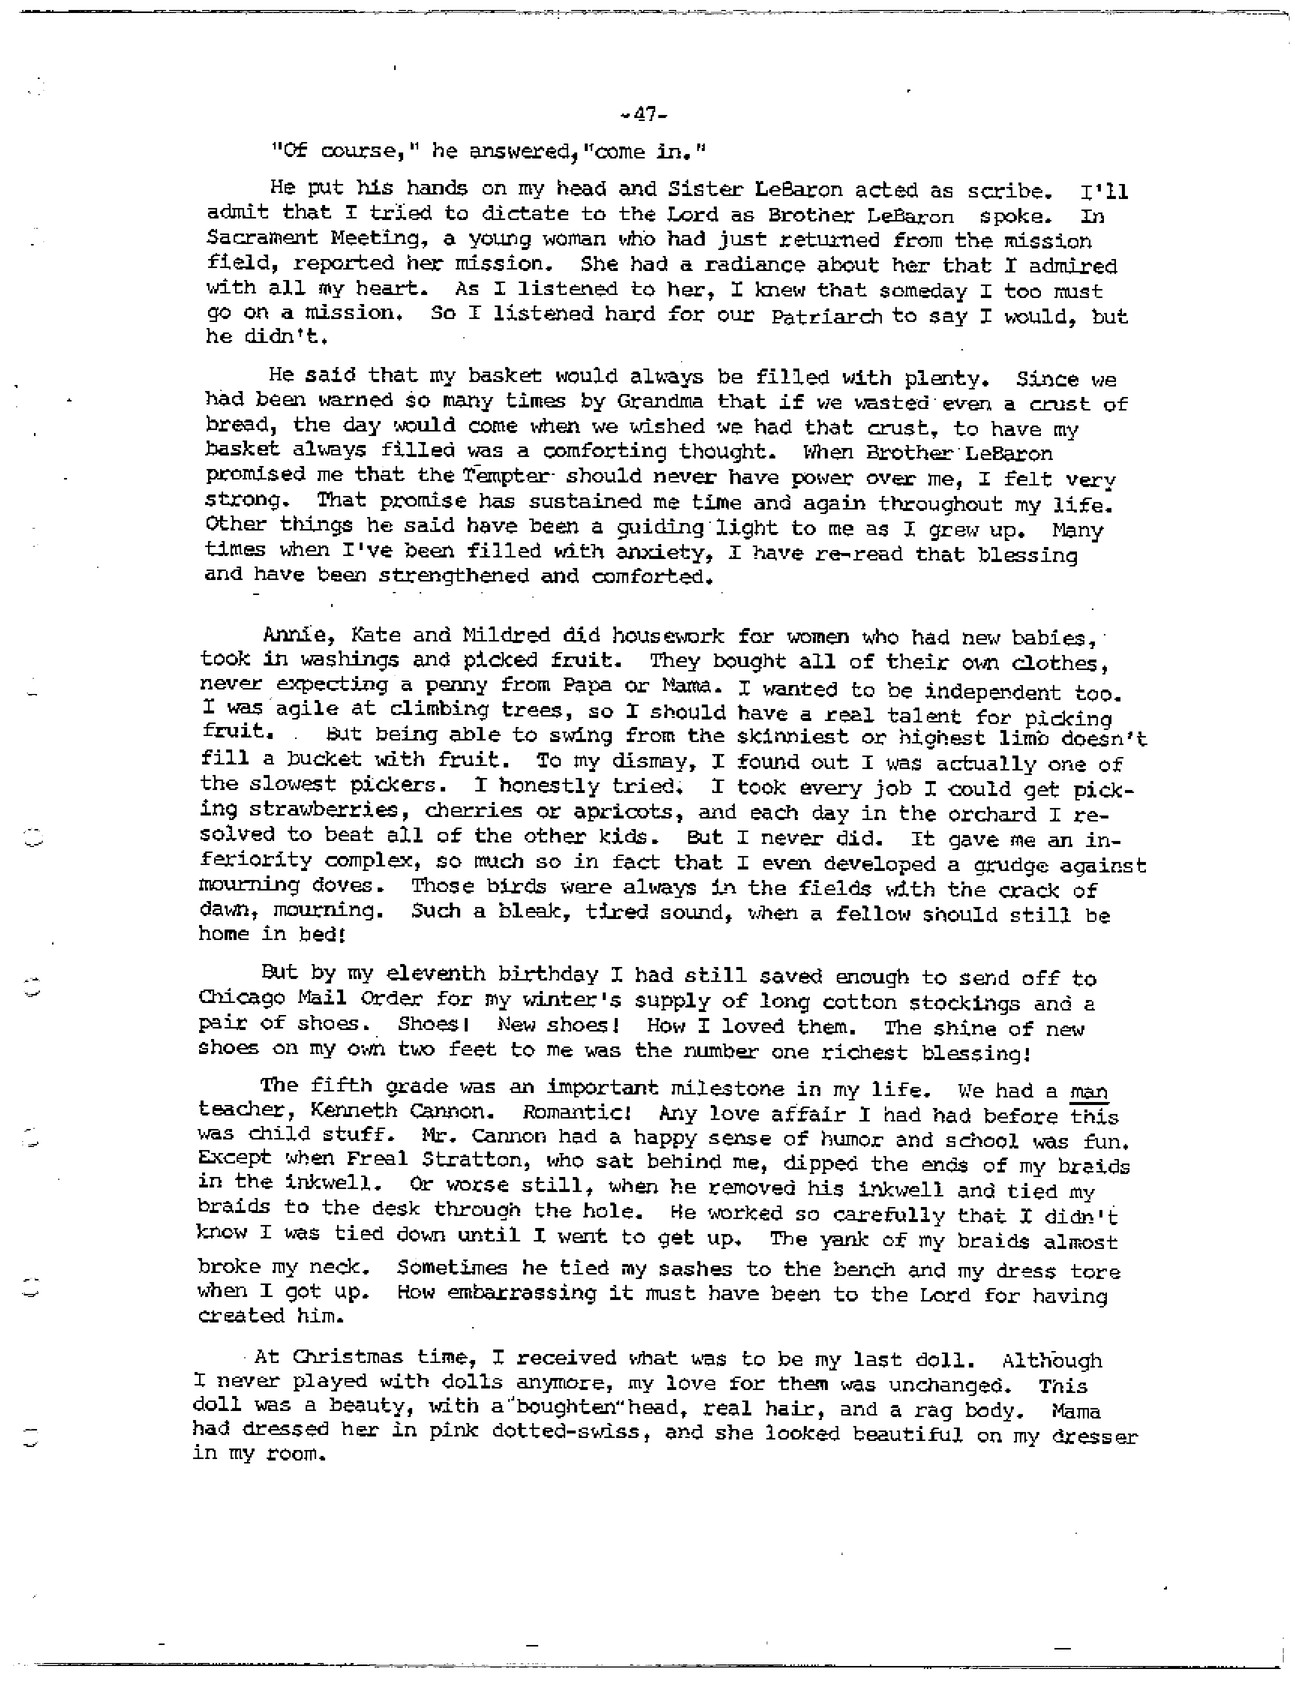 -47-
"Of course," he answered,"come in."
He put his hands on my head and Sister LeBaron acted as scribe. I'll
admit that I tried to dictate to the Lord as Brother LeBaron spoke. In
Sacrament Meeting, a young woman who had just returned from the mission
field, reported her mission. She had a radiance about her that I admired
with all my heart. As I listened to her, I knew that someday I too must
go on a mission. So I listened hard for our Patriarch to say I would, but
he didn't.
He said that my basket would always be filled with plenty. Since we
had been warned so many times by Grandma that if we wasted even a crust of
bread, the day would come when we wished we had that crust, to have my
basket always filled was a comforting thought. When Brother LeBaron
promised me that the Tempter should never have power over me, I felt very
strong. That promise has sustained me time and again throughout my life.
Other things he said have been a guiding light to me as I grew up. Many
times when I've been filled with anxiety, I have re-read that blessing
and have been strengthened and comforted.
Annie, Kate and Mildred did housework for women who had new babies,
took in washings and picked fruit. They bought all of their own clothes,
never expecting a penny from Papa or Mama. I wanted to be independent too.
I was agile at climbing trees, so I should have a real talent for picking
fruit. But being able to swing from the skinniest or highest limb doesn't
fill a bucket with fruit. To my dismay, I found out I was actually one of
the slowest pickers. I honestly tried. I took every job I could get pick-
ing strawberries, cherries or apricots, and each day in the orchard I re-
solved to beat all of the other kids. But I never did. It gave me an in-
feriority complex, so much so in fact that I even developed a grudge against
mourning doves. Those birds were always in the fields with the crack of
dawn, mourning. Such a bleak, tired sound, when a fellow should still be
home in bed!
But by my eleventh birthday I had still saved enough to send off to
Chicago Mail Order for my winter's supply of long cotton stockings and a
pair of shoes. Shoes! New shoes! How I loved them. The shine of new
shoes on my own two feet to me was the number one richest blessing!
The fifth grade was an important milestone in my life. We had a man
teacher, Kenneth Cannon. Romantic! Any love affair I had had before this
was child stuff. Mr. Cannon had a happy sense of humor and school was fun.
Except when Freal Stratton, who sat behind me, dipped the ends of my braids
in the inkwell. Or worse still, when he removed his inkwell and tied my
braids to the desk through the hole. He worked so carefully that I didn't
know I was tied down until I went to get up. The yank of my braids almost
broke my neck. Sometimes he tied my sashes to the bench and my dress tore
when I got up. How embarrassing it must have been to the Lord for having
created him.
At Christmas time, I received what was to be my last doll. Although
I never played with dolls anymore, my love for them was unchanged. This
doll was a beauty, with a"boughten"head, real hair, and a rag body. Mama
had dressed her in pink dotted-swiss, and she looked beautiful on my dresser
in my room.